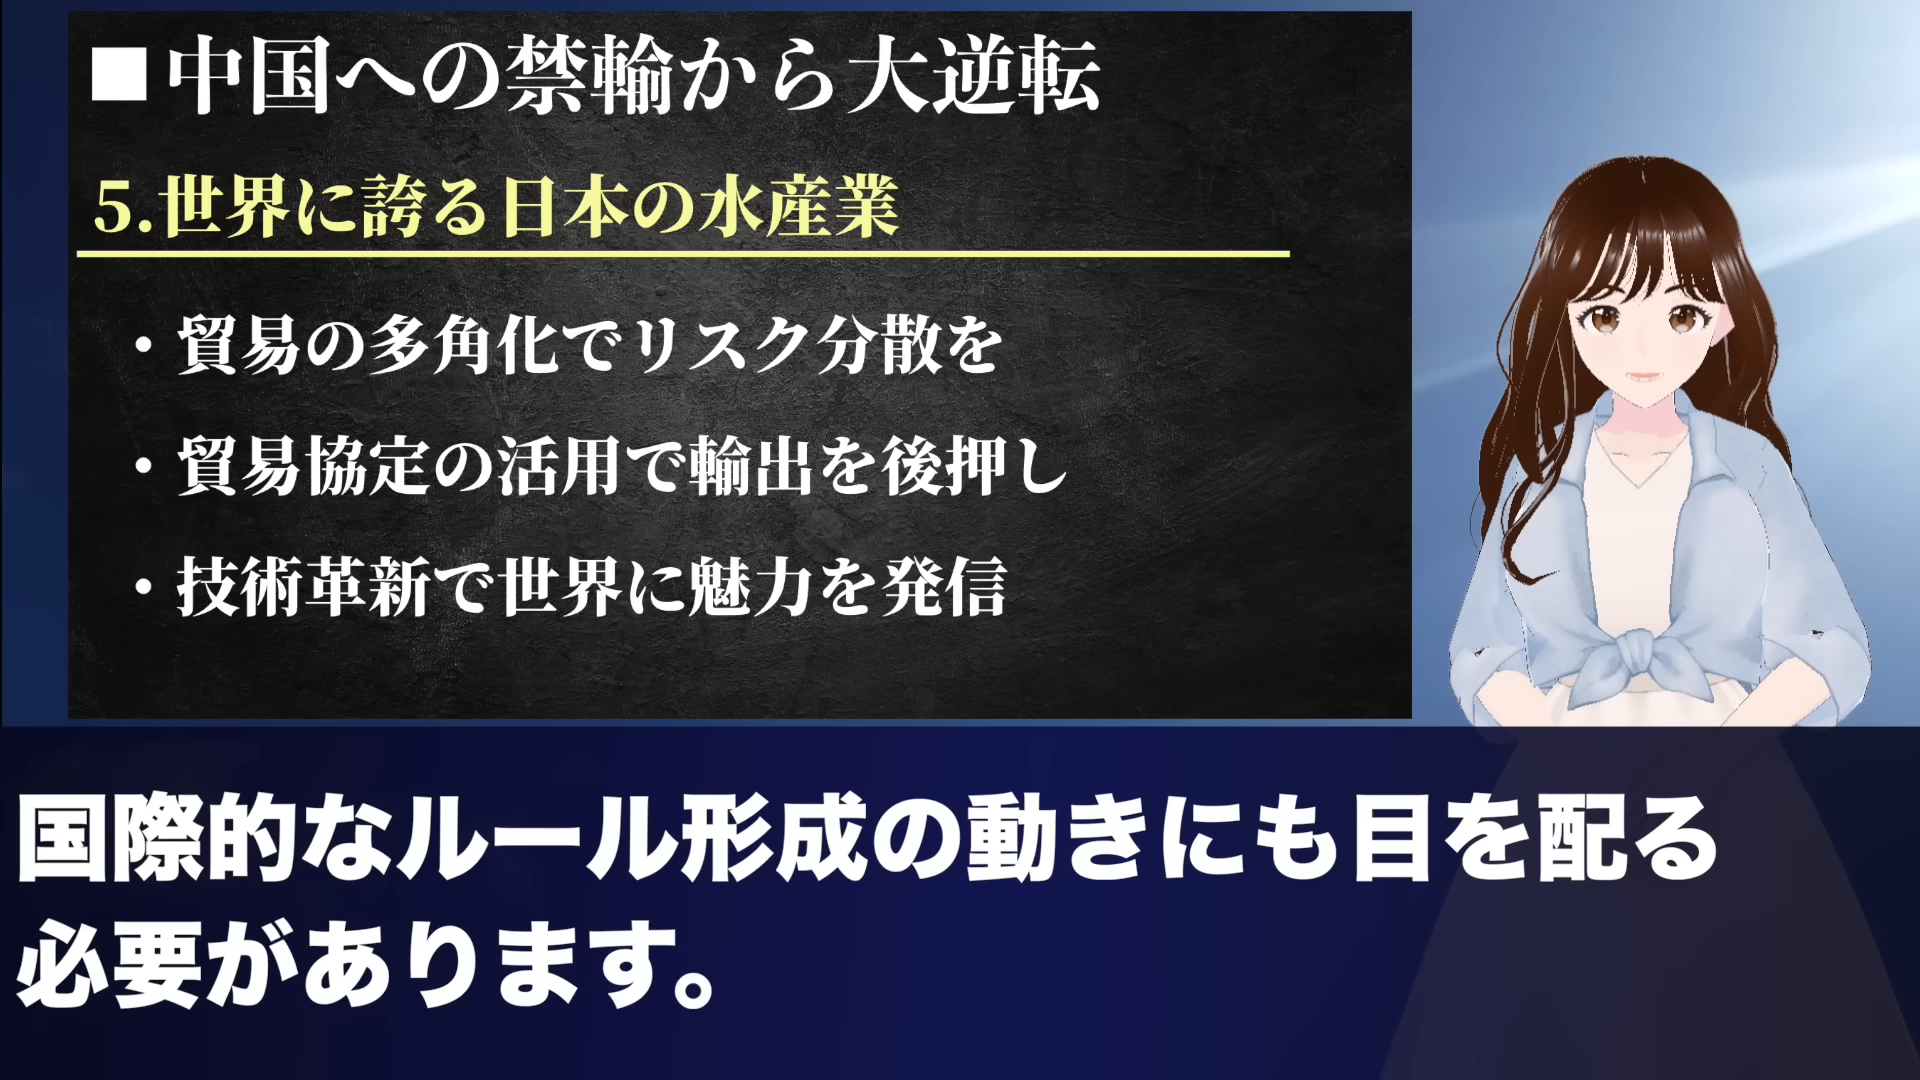 ■中国への禁輸から大逆転
5.世界に誇る日本の水産業
・貿易の多角化でリスク分散を
・貿易協定の活用で輸出を後押し
・技術革新で世界に魅力を発信
国際的なルール形成の動きにも目を配る
必要があります。